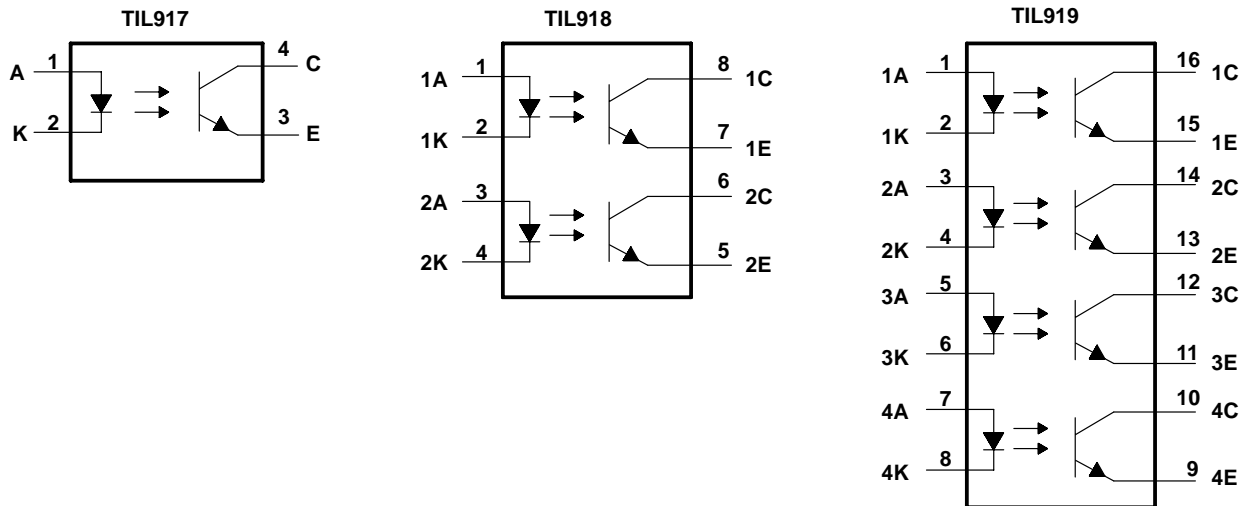 TIL917
A 1 4 C
K 2 3 E
TIL918
1A 1 8 1C
1K 2 7 1E
2A 3 6 2C
2K 4 5 2E
TIL919
1A 1 16 1C
1K 2 15 1E
2A 3 14 2C
2K 4 13 2E
3A 5 12 3C
3K 6 11 3E
4A 7 10 4C
4K 8 9 4E